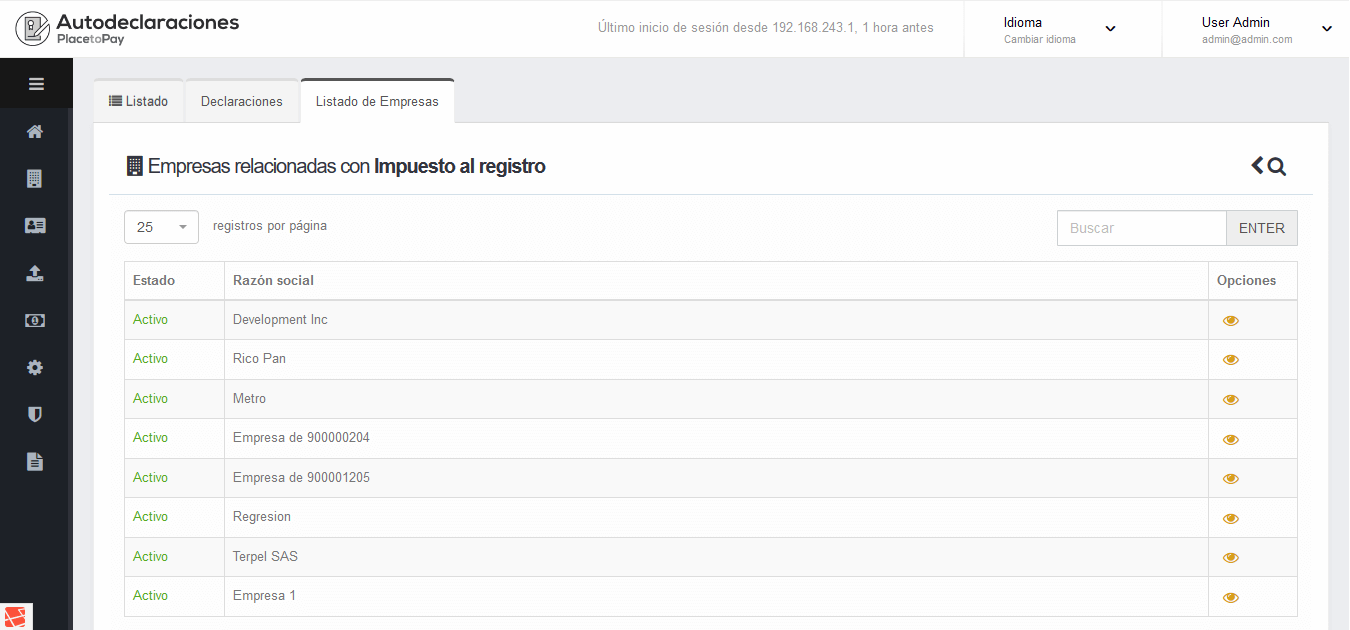 Autodeclaraciones
PlacetoPay
Último inicio de sesión desde 192.168.243.1, 1 hora antes
Idioma
Cambiar idioma
User Admin
admin@admin.com
Listado
Declaraciones
Listado de Empresas
Empresas relacionadas con Impuesto al registro
25 registros por página
Buscar ENTER
Estado Razón social Opciones
Activo Development Inc
Activo Rico Pan
Activo Metro
Activo Empresa de 900000204
Activo Empresa de 900001205
Activo Regresion
Activo Terpel SAS
Activo Empresa 1